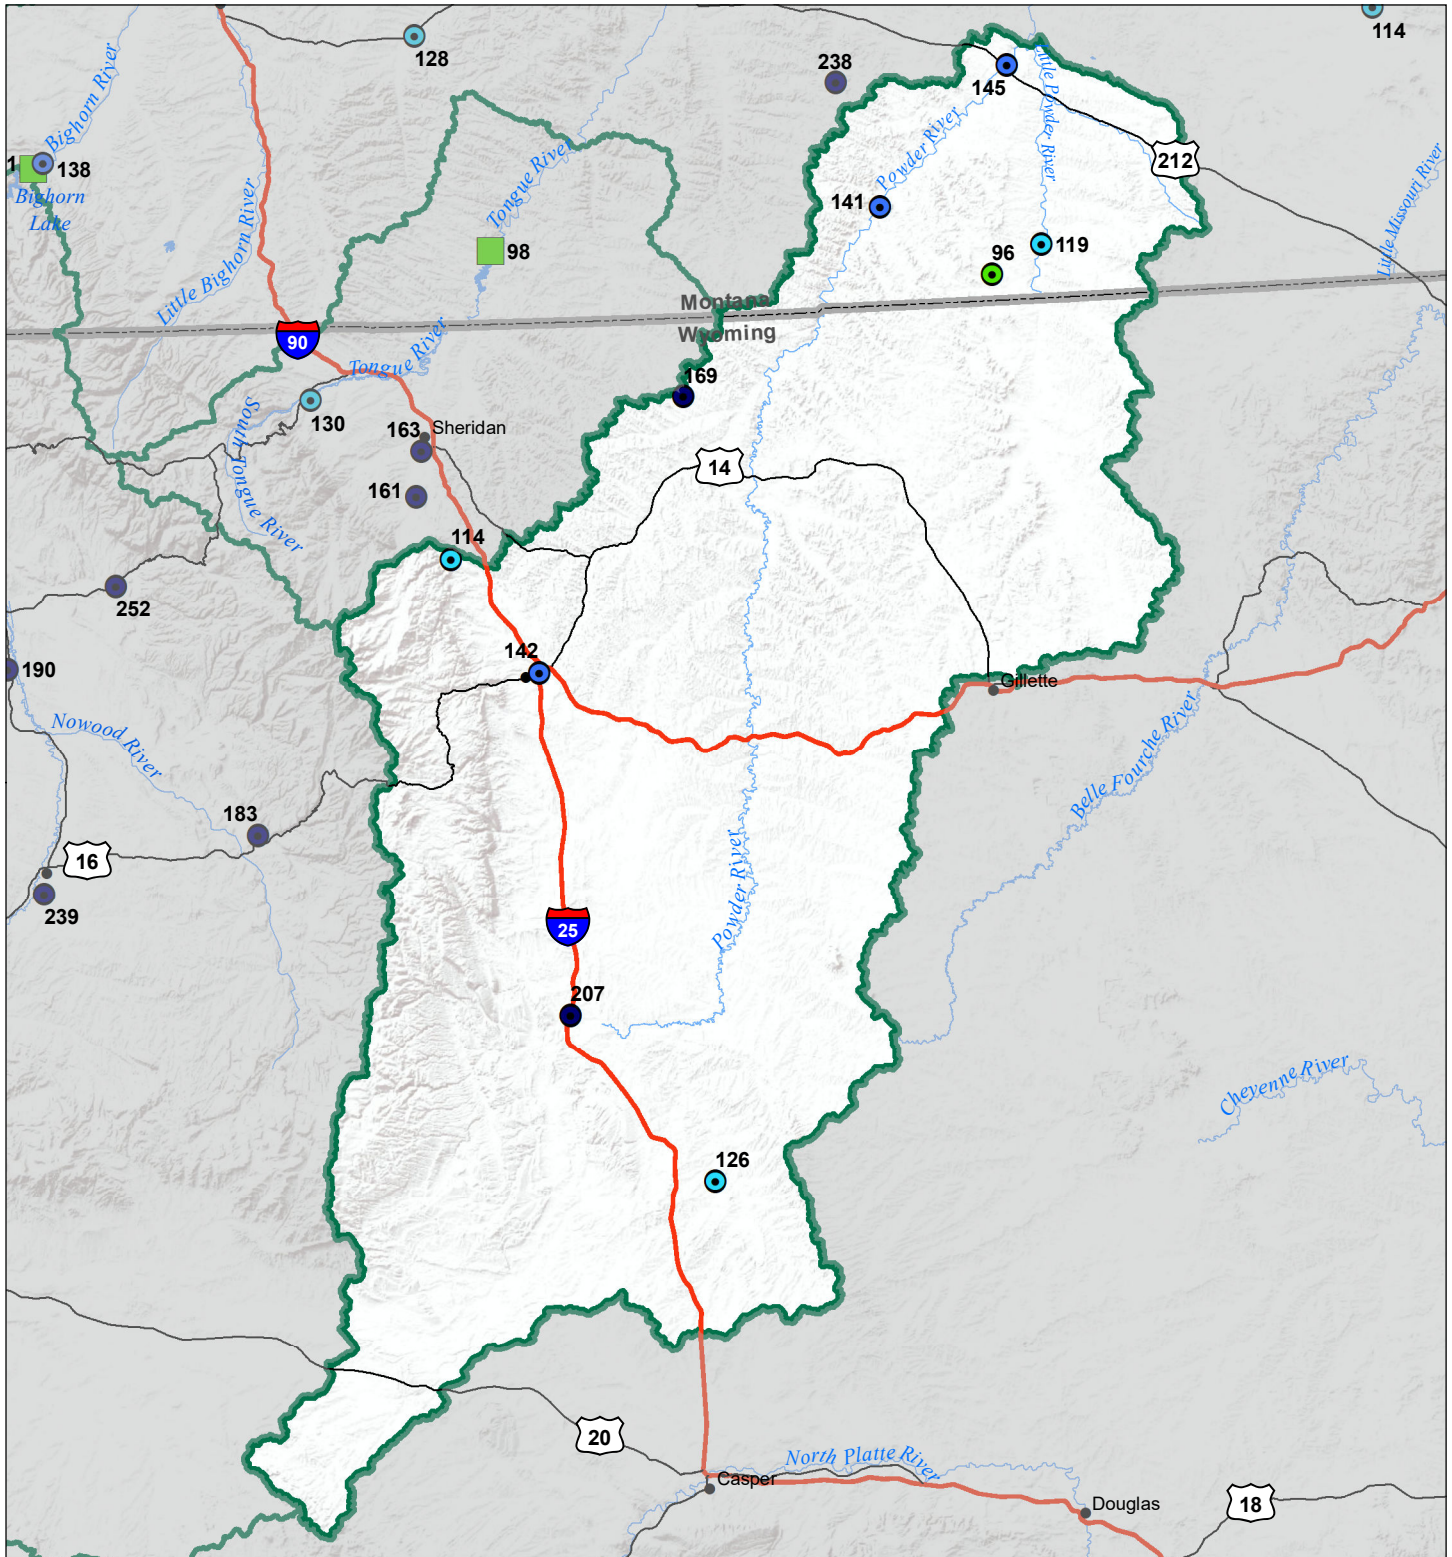 114
128
238
145
Bighorn River
Little Powder River
1
138
Powder River
212
Tongue River
Little Missouri River
Bighorn
Lake
141
119
98
96
Little Bighorn River
Montana
Wyoming
90
Tongue River
169
130
163
Sheridan
South Tongue River
14
161
114
252
142
190
Gillette
Nowood River
Belle Fourche River
183
16
Powder River
239
25
207
Cheyenne River
126
20
North Platte River
Casper
Douglas
18